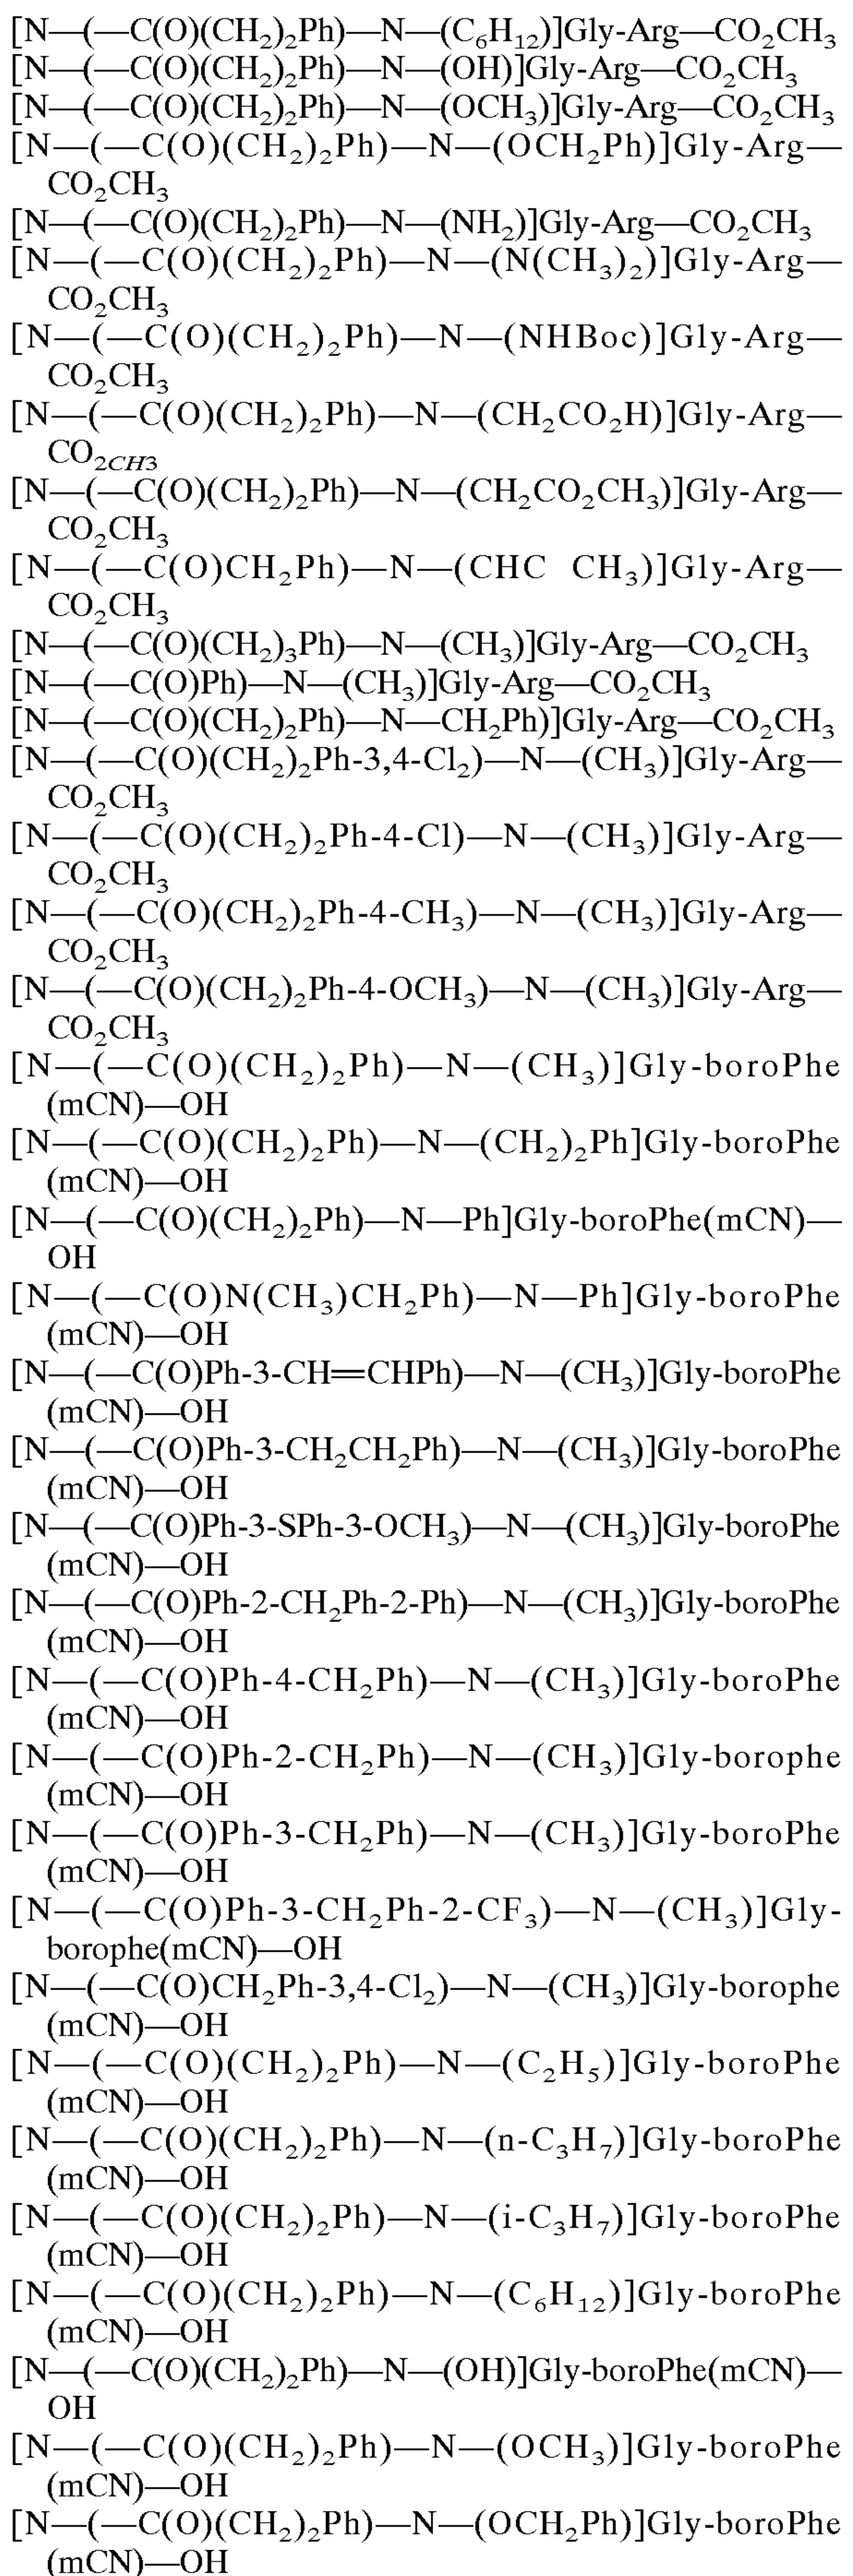 [N—(—C(O)(CH₂)₂Ph)—N—(C₆H₁₂)]Gly-Arg—CO₂CH₃
[N—(—C(O)(CH₂)₂Ph)—N—(OH)]Gly-Arg—CO₂CH₃
[N—(—C(O)(CH₂)₂Ph)—N—(OCH₃)]Gly-Arg—CO₂CH₃
[N—(—C(O)(CH₂)₂Ph)—N—(OCH₂Ph)]Gly-Arg—
CO₂CH₃
[N—(—C(O)(CH₂)₂Ph)—N—(NH₂)]Gly-Arg—CO₂CH₃
[N—(—C(O)(CH₂)₂Ph)—N—(N(CH₃)₂)]Gly-Arg—
CO₂CH₃
[N—(—C(O)(CH₂)₂Ph)—N—(NHBoc)]Gly-Arg—
CO₂CH₃
[N—(—C(O)(CH₂)₂Ph)—N—(CH₂CO₂H)]Gly-Arg—
CO₂CH₃
[N—(—C(O)(CH₂)₂Ph)—N—(CH₂CO₂CH₃)]Gly-Arg—
CO₂CH₃
[N—(—C(O)CH₂Ph)—N—(CHC CH₃)]Gly-Arg—
CO₂CH₃
[N—(—C(O)(CH₂)₃Ph)—N—(CH₃)]Gly-Arg—CO₂CH₃
[N—(—C(O)Ph)—N—(CH₃)]Gly-Arg—CO₂CH₃
[N—(—C(O)(CH₂)₂Ph)—N—CH₂Ph)]Gly-Arg—CO₂CH₃
[N—(—C(O)(CH₂)₂Ph-3,4-Cl₂)—N—(CH₃)]Gly-Arg—
CO₂CH₃
[N—(—C(O)(CH₂)₂Ph-4-Cl)—N—(CH₃)]Gly-Arg—
CO₂CH₃
[N—(—C(O)(CH₂)₂Ph-4-CH₃)—N—(CH₃)]Gly-Arg—
CO₂CH₃
[N—(—C(O)(CH₂)₂Ph-4-OCH₃)—N—(CH₃)]Gly-Arg—
CO₂CH₃
[N—(—C(O)(CH₂)₂Ph)—N—(CH₃)]Gly-boroPhe
(mCN)—OH
[N—(—C(O)(CH₂)₂Ph)—N—(CH₂)₂Ph]Gly-boroPhe
(mCN)—OH
[N—(—C(O)(CH₂)₂Ph)—N—Ph]Gly-boroPhe(mCN)—
OH
[N—(—C(O)N(CH₃)CH₂Ph)—N—Ph]Gly-boroPhe
(mCN)—OH
[N—(—C(O)Ph-3-CH═CHPh)—N—(CH₃)]Gly-boroPhe
(mCN)—OH
[N—(—C(O)Ph-3-CH₂CH₂Ph)—N—(CH₃)]Gly-boroPhe
(mCN)—OH
[N—(—C(O)Ph-3-SPh-3-OCH₃)—N—(CH₃)]Gly-boroPhe
(mCN)—OH
[N—(—C(O)Ph-2-CH₂Ph-2-Ph)—N—(CH₃)]Gly-boroPhe
(mCN)—OH
[N—(—C(O)Ph-4-CH₂Ph)—N—(CH₃)]Gly-boroPhe
(mCN)—OH
[N—(—C(O)Ph-2-CH₂Ph)—N—(CH₃)]Gly-borophe
(mCN)—OH
[N—(—C(O)Ph-3-CH₂Ph)—N—(CH₃)]Gly-boroPhe
(mCN)—OH
[N—(—C(O)Ph-3-CH₂Ph-2-CF₃)—N—(CH₃)]Gly-
borophe(mCN)—OH
[N—(—C(O)CH₂Ph-3,4-Cl₂)—N—(CH₃)]Gly-borophe
(mCN)—OH
[N—(—C(O)(CH₂)₂Ph)—N—(C₂H₅)]Gly-boroPhe
(mCN)—OH
[N—(—C(O)(CH₂)₂Ph)—N—(n-C₃H₇)]Gly-boroPhe
(mCN)—OH
[N—(—C(O)(CH₂)₂Ph)—N—(i-C₃H₇)]Gly-boroPhe
(mCN)—OH
[N—(—C(O)(CH₂)₂Ph)—N—(C₆H₁₂)]Gly-boroPhe
(mCN)—OH
[N—(—C(O)(CH₂)₂Ph)—N—(OH)]Gly-boroPhe(mCN)—
OH
[N—(—C(O)(CH₂)₂Ph)—N—(OCH₃)]Gly-boroPhe
(mCN)—OH
[N—(—C(O)(CH₂)₂Ph)—N—(OCH₂Ph)]Gly-boroPhe
(mCN)—OH